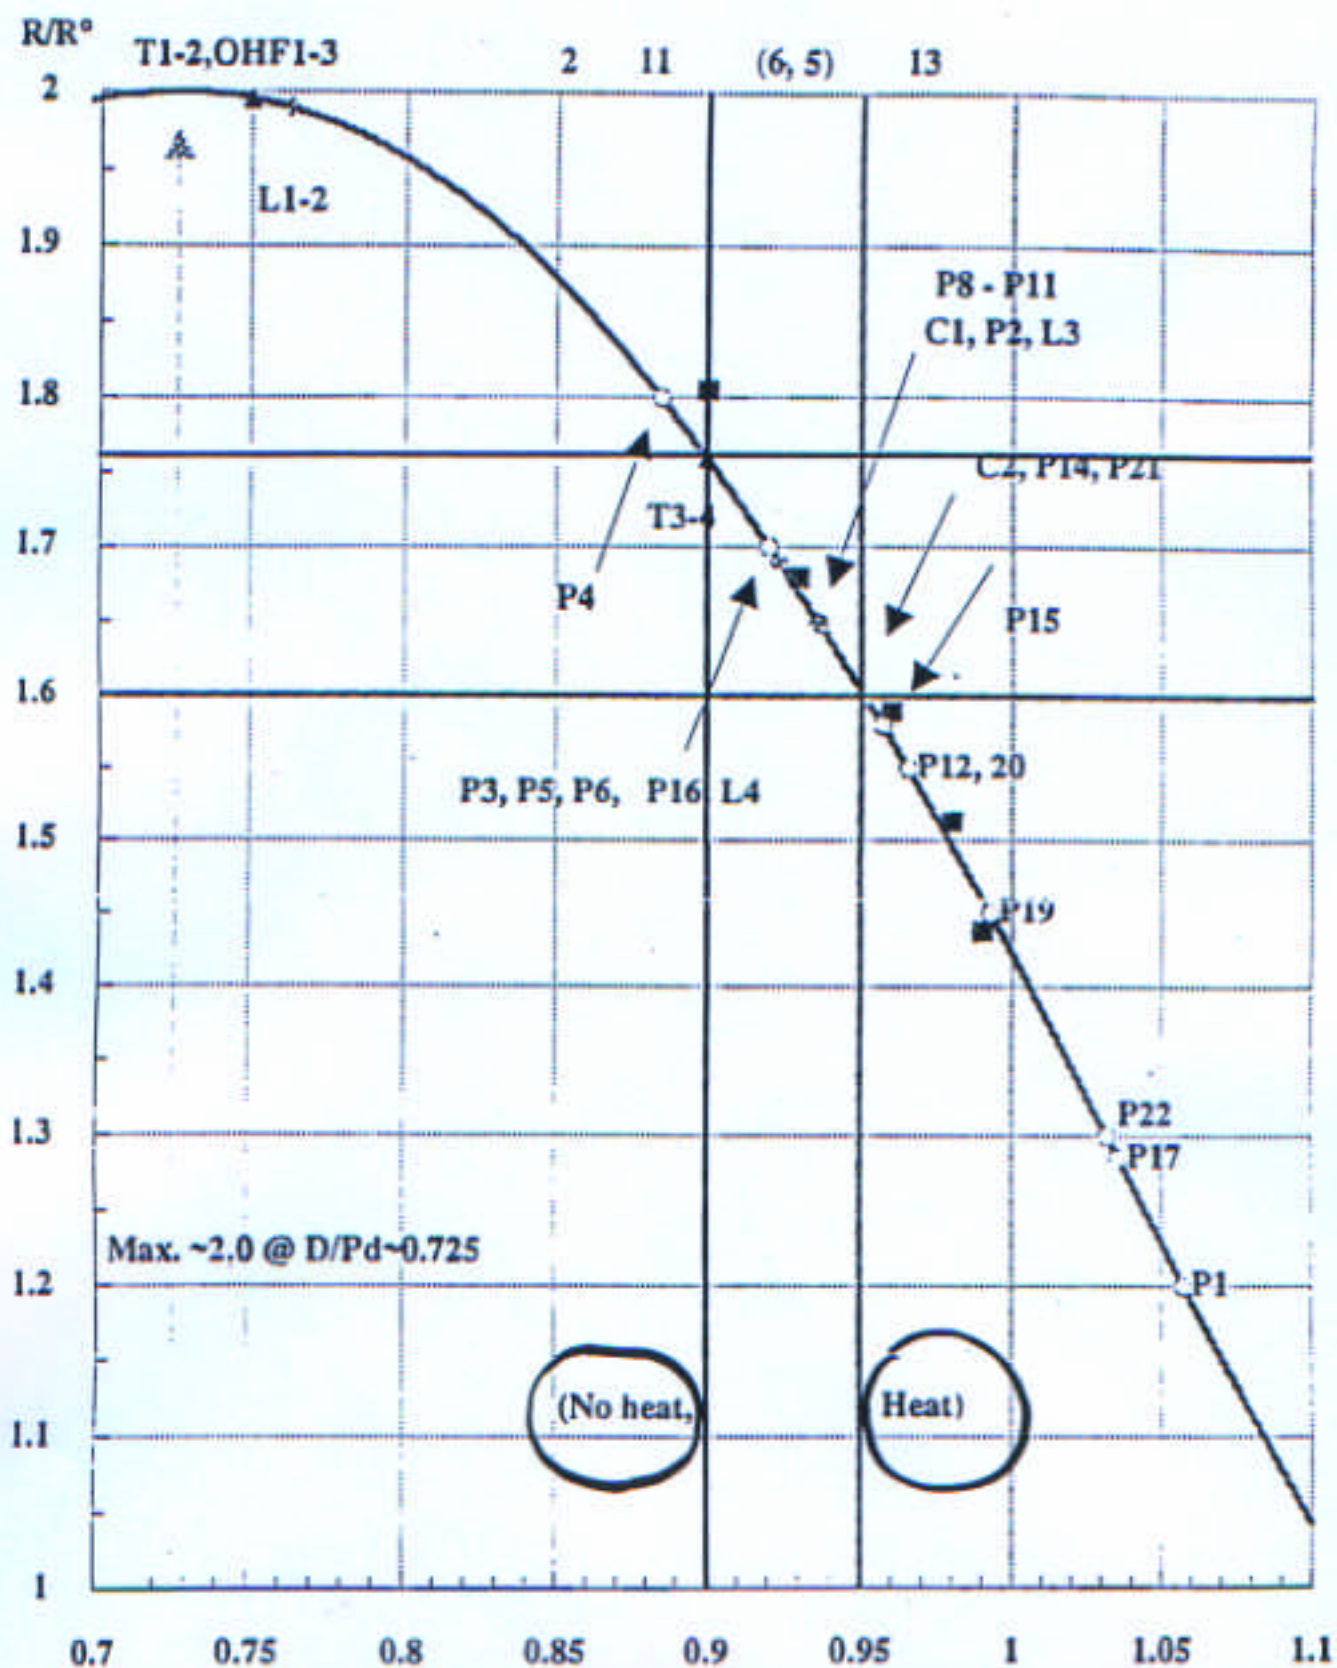 R/R°
T1-2,OHF1-3 2 11 (6, 5) 13
2
L1-2
1.9
P8 - P11
C1, P2, L3
1.8
C2, P14, P21
T3-4
1.7
P4
P15
1.6
P12, 20
P3, P5, P6, P16, L4
1.5
P19
1.4
P22
1.3
P17
Max. ~2.0 @ D/Pd~0.725
1.2
P1
(No heat, Heat)
1.1
1
0.7 0.75 0.8 0.85 0.9 0.95 1 1.05 1.1